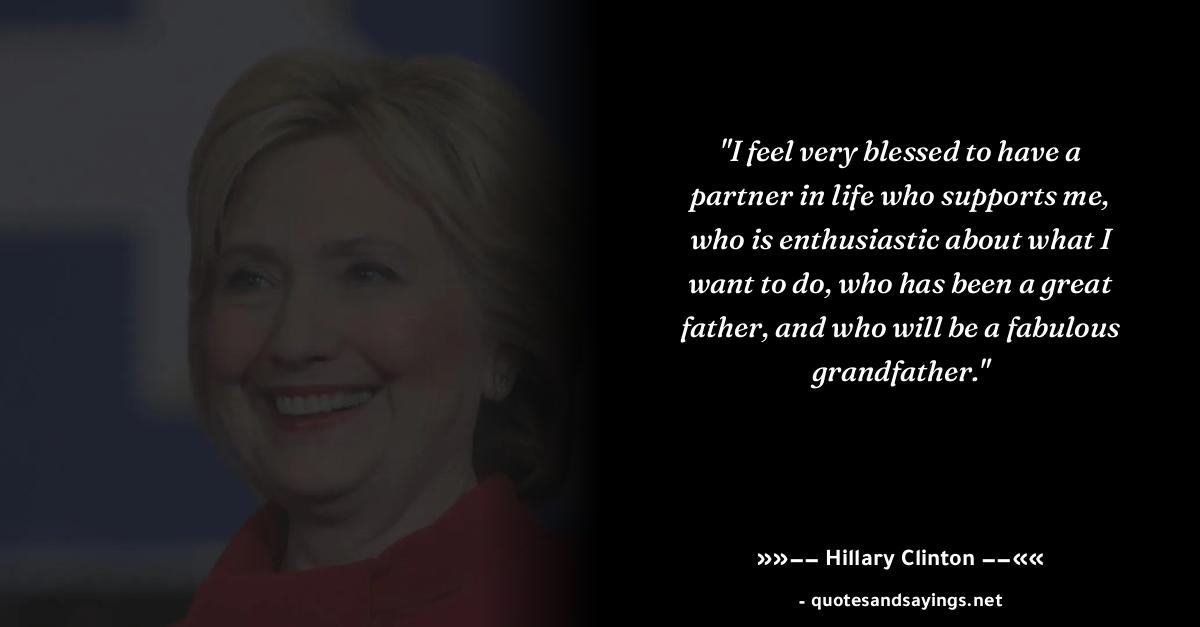 "I feel very blessed to have a
partner in life who supports me,
who is enthusiastic about what I
want to do, who has been a great
father, and who will be a fabulous
grandfather."
»»–– Hillary Clinton ––««
- quotesandsayings.net